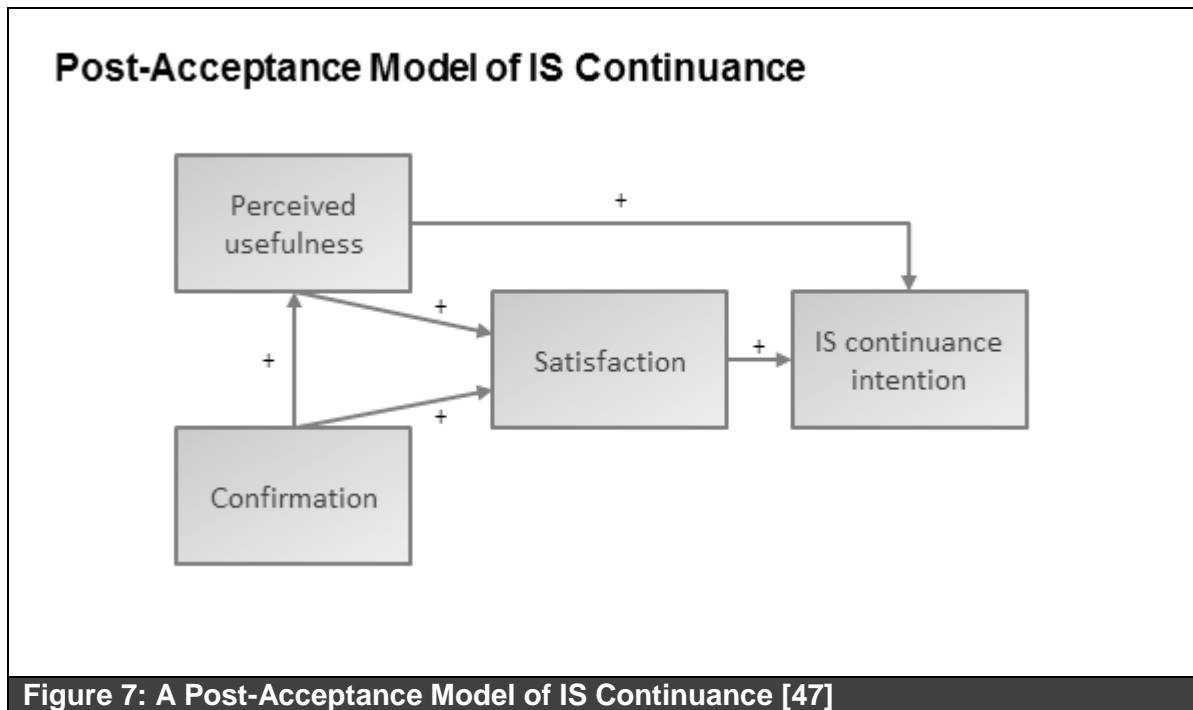 Post-Acceptance Model of IS Continuance
Perceived
usefulness
+
+
+
+
+
Satisfaction
IS continuance
intention
Confirmation
Figure 7: A Post-Acceptance Model of IS Continuance [47]